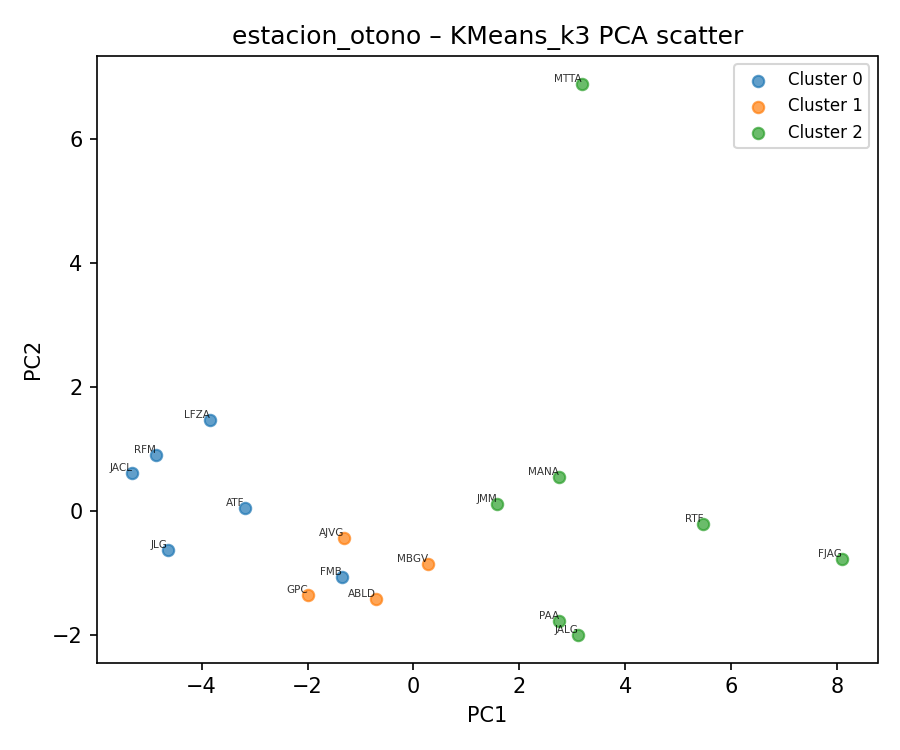 estacion_otono – KMeans_k3 PCA scatter
Cluster 0
Cluster 1
Cluster 2
MTTA
LFZA
RFM
JACL
ATF
JLG
AJVG
FMB
MBGV
GPC
ABLD
MANA
JMM
RTF
FJAG
PAA
JALG
6
4
2
0
−2
PC2
−4
−2
0
2
4
6
8
PC1